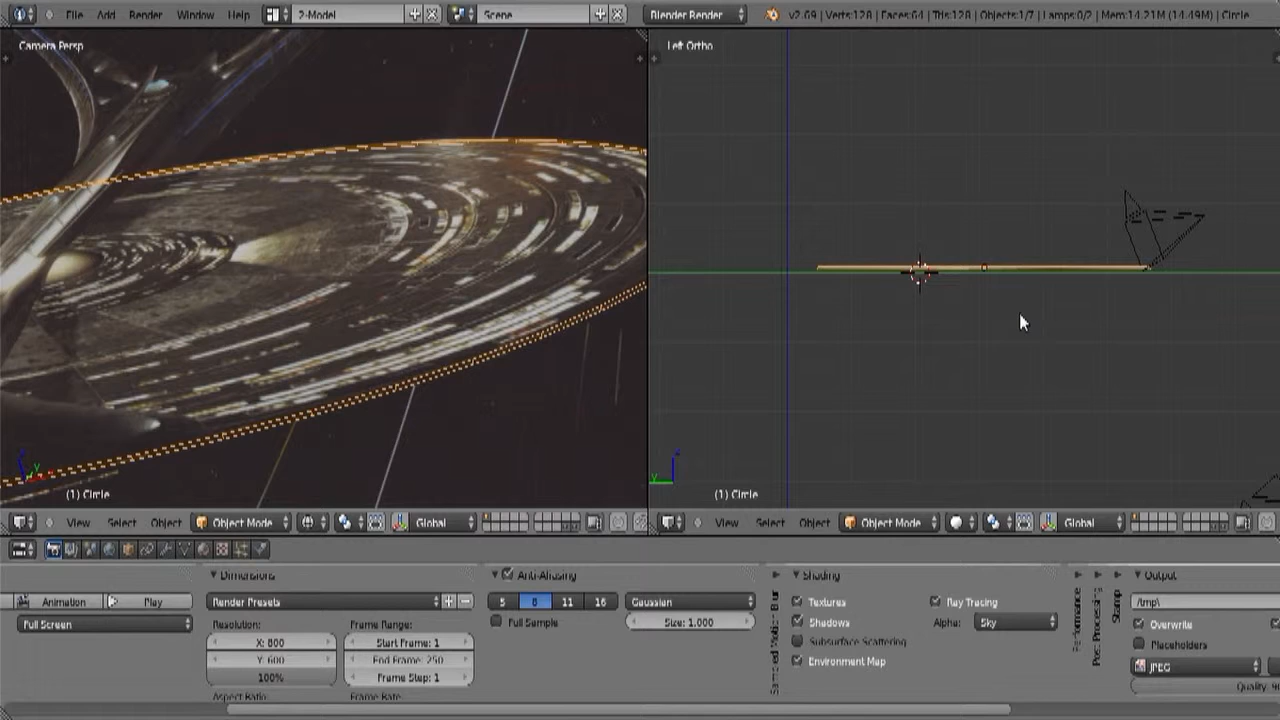 File Add Render Window Help 2-Model Scene Blender Render v2.69 | Verts:128 | Faces:64 | Tris:128 | Objects:1/7 | Lamps:0/2 | Mem:14.21M (14.49M) | Circle
Camera Persp Left Ortho
(1) Circle (1) Circle
View Select Object Object Mode Global View Select Object Object Mode Global
Dimensions Anti-Aliasing Shading Output
Animation Play Render Presets 5 8 11 16 Gaussian Textures Ray Tracing /tmp\
Full Screen Resolution: Frame Range: Full Sample Size: 1.000 Shadows Alpha: Sky Overwrite
X: 800 Start Frame: 1 Subsurface Scattering Placeholders
Y: 600 End Frame: 250 Environment Map JPEG
100% Frame Step: 1 Quality: 9
Aspect Ratio: Frame Rate:
Sampled Motion Blur
Performance
Post Processing
Stamp